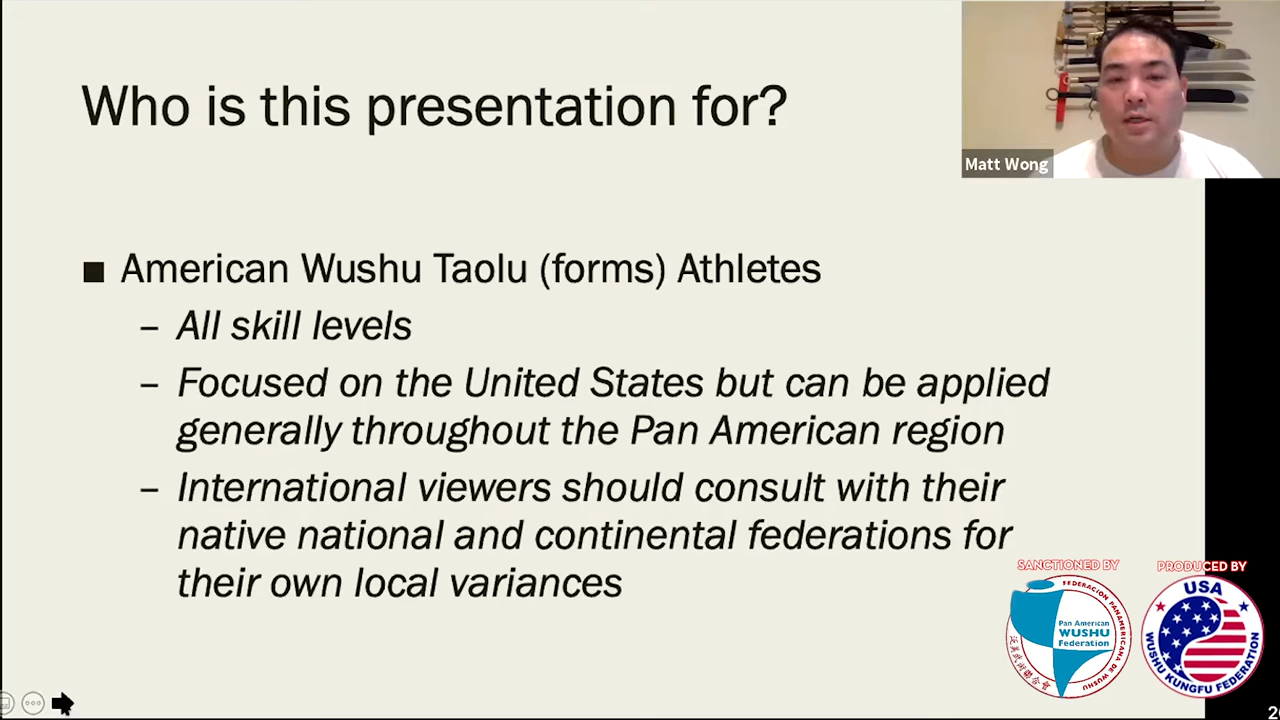 Who is this presentation for?
Matt Wong
■ American Wushu Taolu (forms) Athletes
– All skill levels
– Focused on the United States but can be applied
generally throughout the Pan American region
– International viewers should consult with their
native national and continental federations for
their own local variances
SANCTIONED BY
FEDERACION PANAMERICANA DE WUSHU
Pan American
WUSHU
Federation
PRODUCED BY
USA
WUSHU KUNGFU FEDERATION